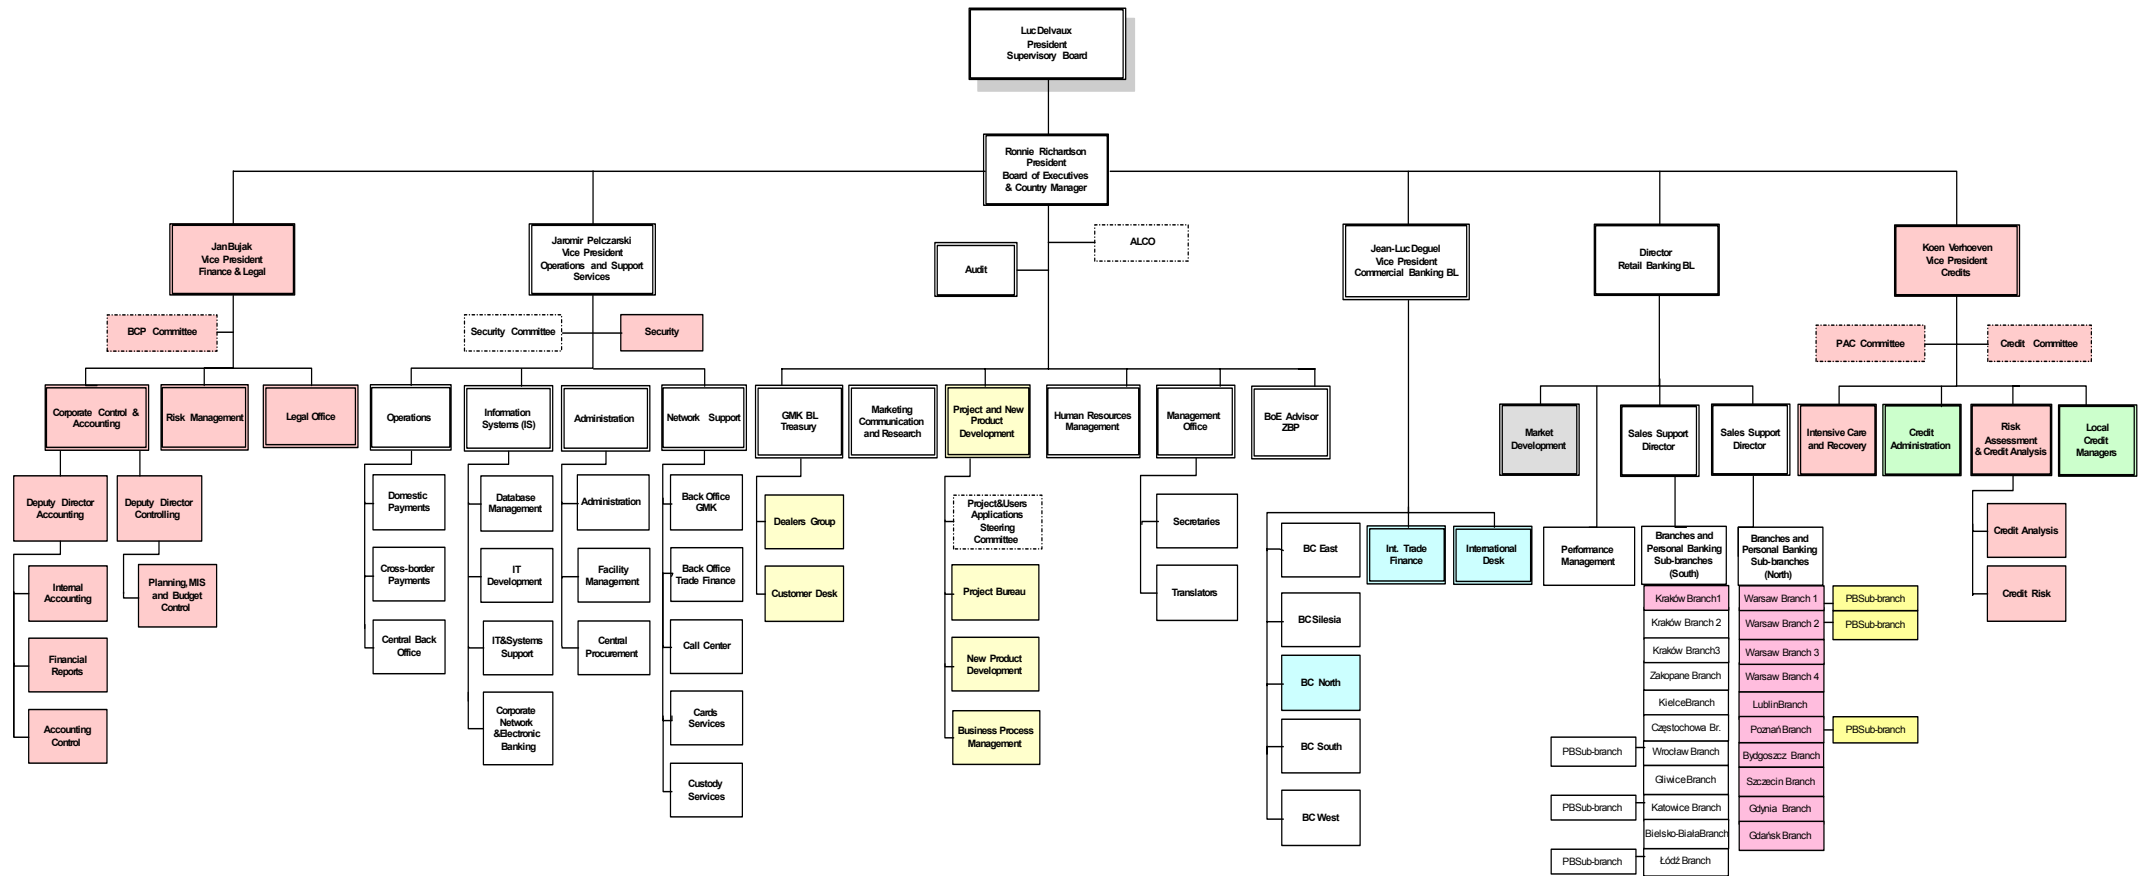 Luc Delvaux
President
Supervisory Board
Ronnie Richardson
President
Board of Executives
& Country Manager
Jan Bujak
Vice President
Finance & Legal
Jaromir Pelczarski
Vice President
Operations and Support
Services
Audit
ALCO
Jean-Luc Deguel
Vice President
Commercial Banking BL
Director
Retail Banking BL
Koen Verhoeven
Vice President
Credits
BCP Committee
Security Committee
Security
PAC Committee
Credit Committee
Corporate Control &
Accounting
Risk Management
Legal Office
Operations
Information
Systems (IS)
Administration
Network Support
GMK BL
Treasury
Marketing
Communication
and Research
Project and New
Product
Development
Human Resources
Management
Management
Office
BoE Advisor
ZBP
Market
Development
Sales Support
Director
Sales Support
Director
Intensive Care
and Recovery
Credit
Administration
Risk
Assessment
& Credit Analysis
Local
Credit
Managers
Deputy Director
Accounting
Deputy Director
Controlling
Internal
Accounting
Planning, MIS
and Budget
Control
Financial
Reports
Accounting
Control
Domestic
Payments
Cross-border
Payments
Central Back
Office
Database
Management
IT
Development
IT&Systems
Support
Corporate
Network
&Electronic
Banking
Administration
Facility
Management
Central
Procurement
Back Office
GMK
Back Office
Trade Finance
Call Center
Cards
Services
Custody
Services
Dealers Group
Customer Desk
Project&Users
Applications
Steering
Committee
Project Bureau
New Product
Development
Business Process
Management
Secretaries
Translators
BC East
BC Silesia
BC North
BC South
BC West
Int. Trade
Finance
International
Desk
Performance
Management
Branches and
Personal Banking
Sub-branches
(South)
Kraków Branch1
Kraków Branch 2
Kraków Branch3
Zakopane Branch
Kielce Branch
Częstochowa Br.
PBSub-branch
Wrocław Branch
Gliwice Branch
PBSub-branch
Katowice Branch
Bielsko-Biała Branch
PBSub-branch
Łódź Branch
Branches and
Personal Banking
Sub-branches
(North)
Warsaw Branch 1
PBSub-branch
Warsaw Branch 2
PBSub-branch
Warsaw Branch 3
Warsaw Branch 4
Lublin Branch
Poznań Branch
PBSub-branch
Bydgoszcz Branch
Szczecin Branch
Gdynia Branch
Gdańsk Branch
Credit Analysis
Credit Risk